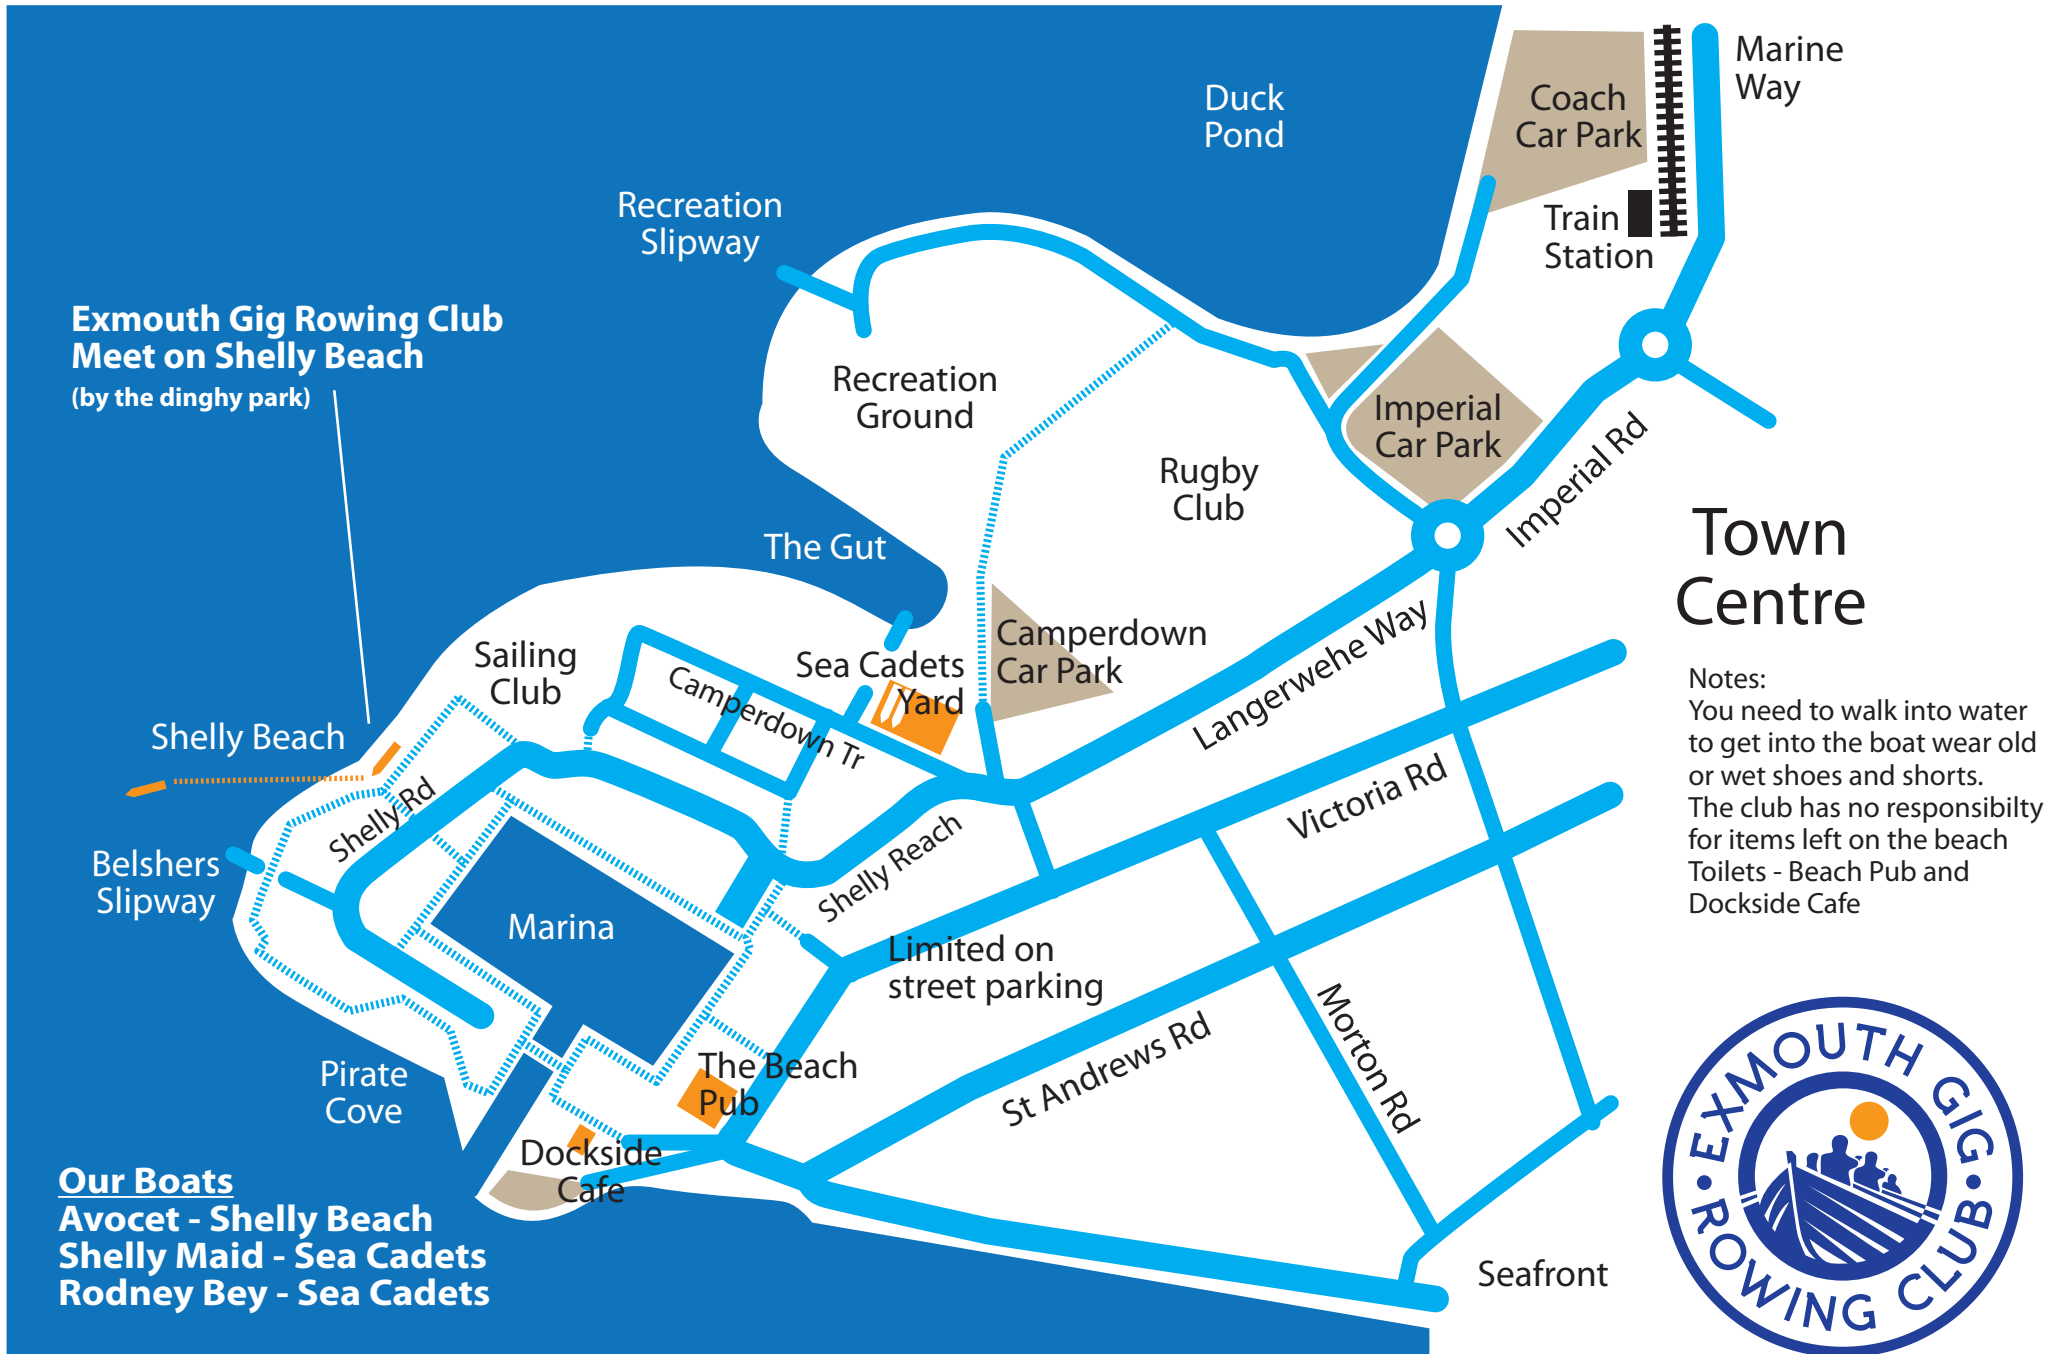 Marine
Way
Coach
Car Park
Duck
Pond
Train
Station
Recreation
Slipway
Exmouth Gig Rowing Club
Meet on Shelly Beach
(by the dinghy park)
Recreation
Ground
Imperial
Car Park
Imperial Rd
Rugby
Club
Town
Centre
The Gut
Sailing
Club
Camperdown Tr
Sea Cadets
Yard
Camperdown
Car Park
Langerwehe Way
Notes:
You need to walk into water
to get into the boat wear old
or wet shoes and shorts.
The club has no responsibilty
for items left on the beach
Toilets - Beach Pub and
Dockside Cafe
Shelly Beach
Shelly Rd
Victoria Rd
Shelly Reach
Belshers
Slipway
Marina
Limited on
street parking
Morton Rd
St Andrews Rd
Pirate
Cove
The Beach
Pub
Dockside
Cafe
Our Boats
Avocet - Shelly Beach
Shelly Maid - Sea Cadets
Rodney Bey - Sea Cadets
Seafront
EXMOUTH GIG
ROWING CLUB